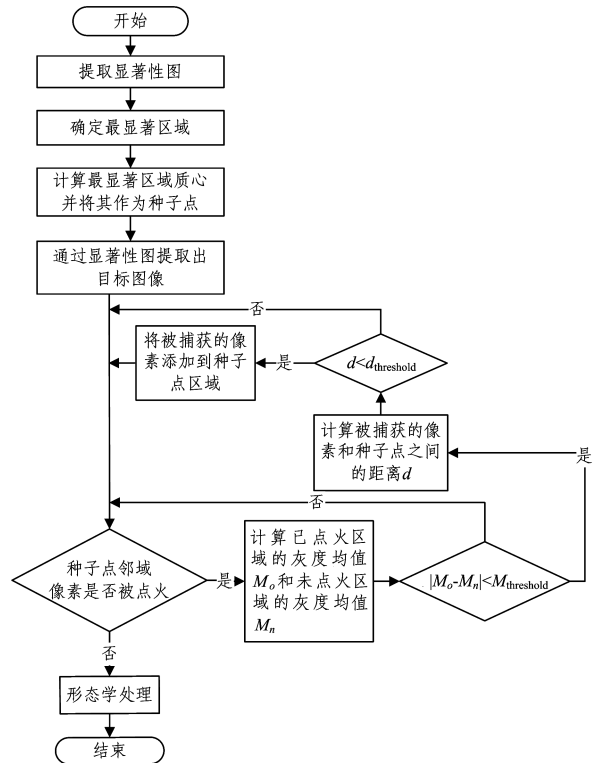 开始
提取显著性图
确定最显著区域
计算最显著区域质心
并将其作为种子点
通过显著性图提取出
目标图像
否
将被捕获的像
素添加到种子
点区域
是
d<dthreshold
计算被捕获的像
素和种子点之间
的距离d
是
否
种子点邻域
像素是否被点火
是
计算已点火区
域的灰度均值
Mo和未点火区
域的灰度均值
Mn
|Mo-Mn|<Mthreshold
否
形态学处理
结束